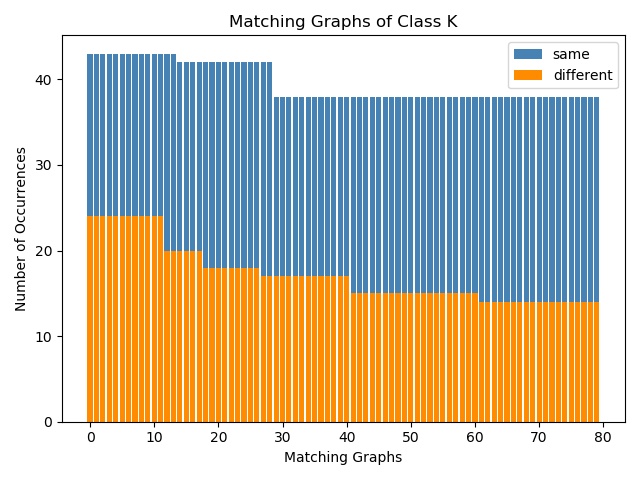 Matching Graphs of Class K
same
different
Number of Occurrences
40
30
20
10
0
0 10 20 30 40 50 60 70 80
Matching Graphs